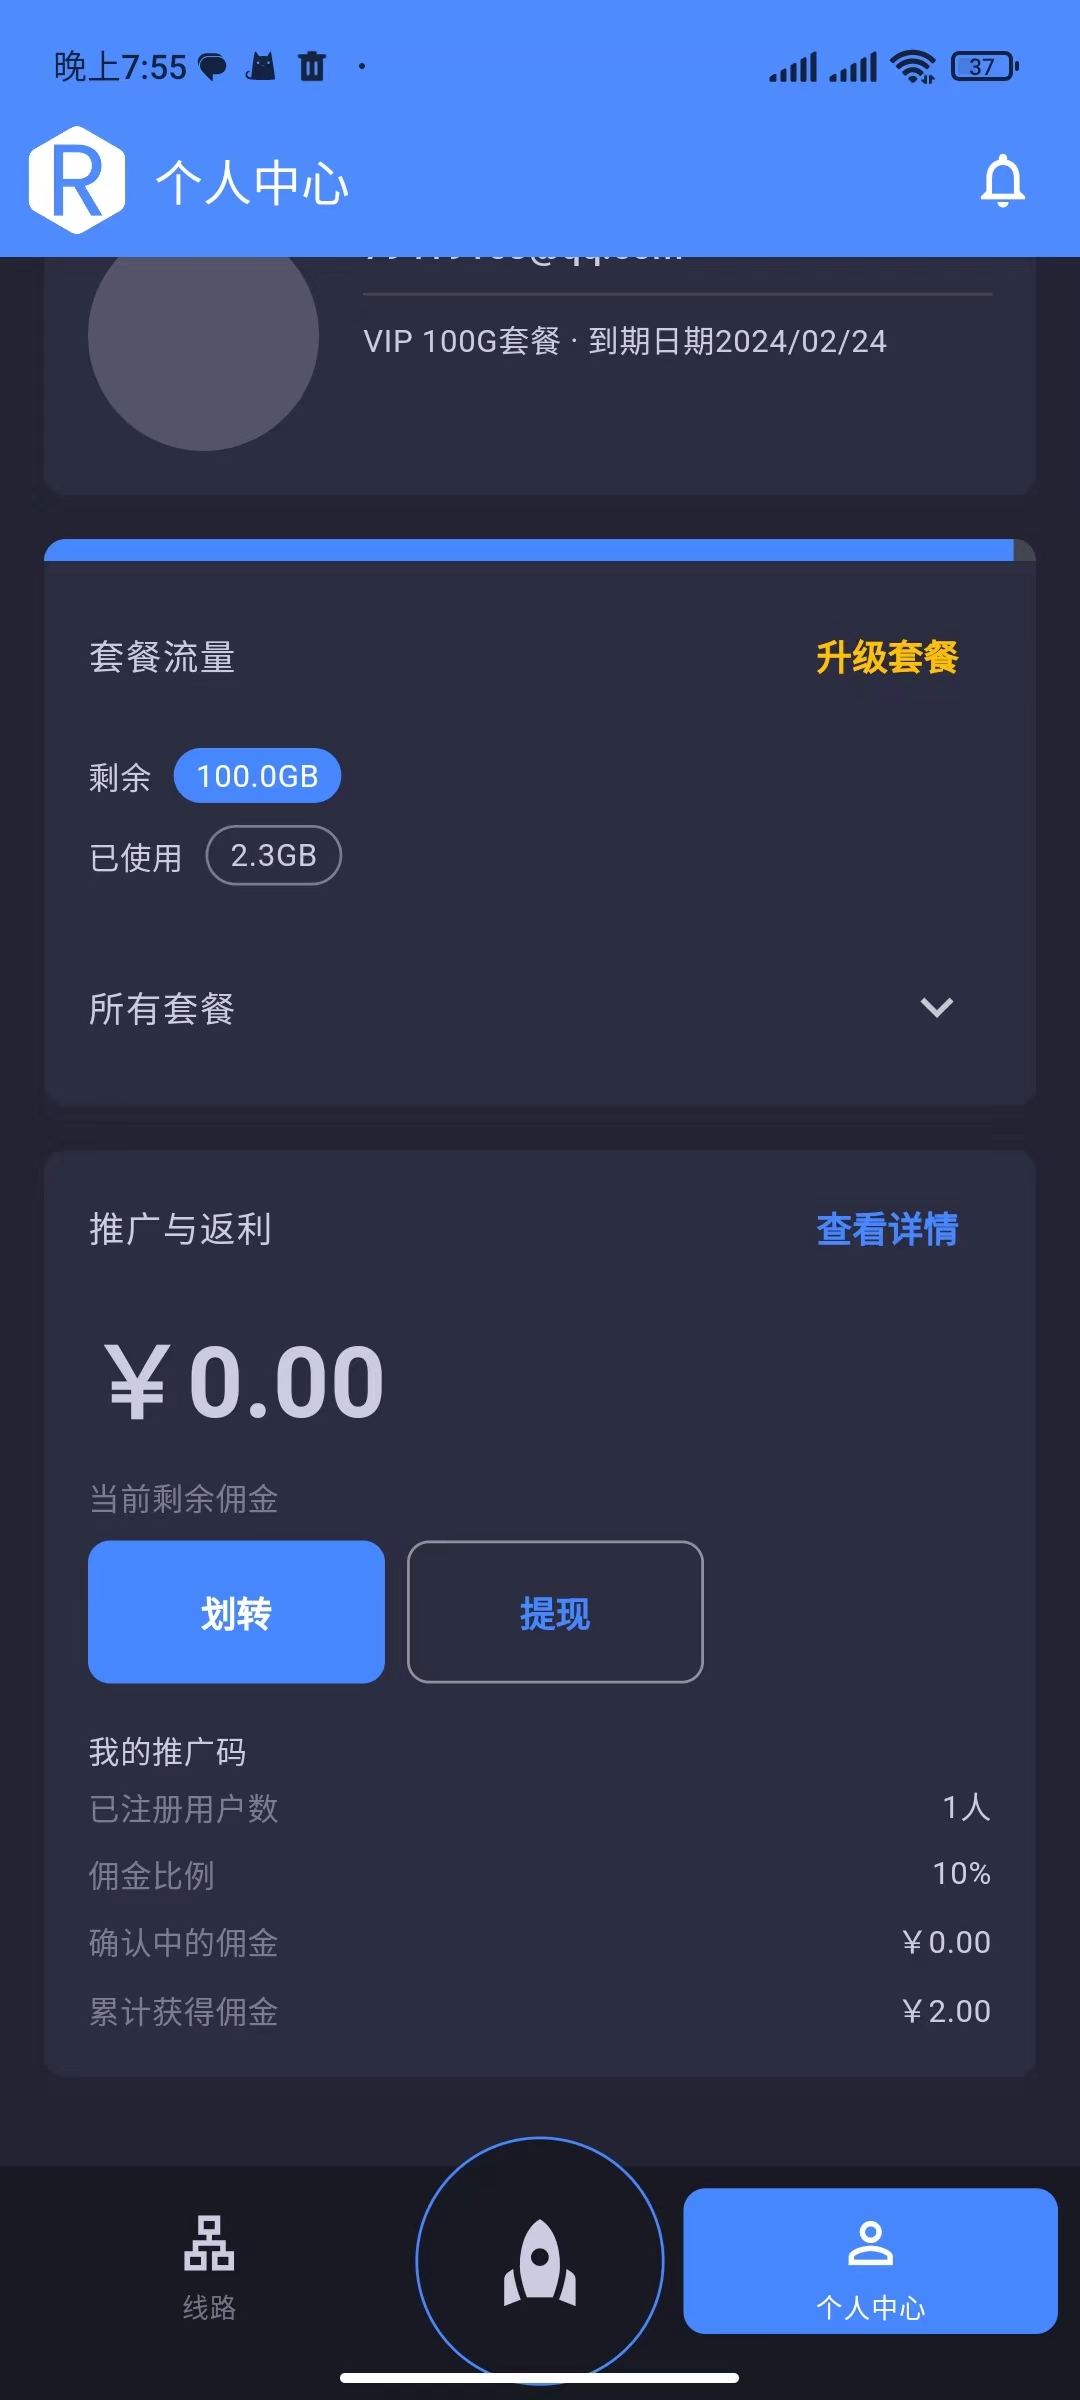 晚上7:55
37
R 个人中心
VIP 100G套餐 · 到期日期2024/02/24
套餐流量 升级套餐
剩余 100.0GB
已使用 2.3GB
所有套餐
推广与返利 查看详情
￥0.00
当前剩余佣金
划转 提现
我的推广码
已注册用户数 1人
佣金比例 10%
确认中的佣金 ￥0.00
累计获得佣金 ￥2.00
线路 个人中心